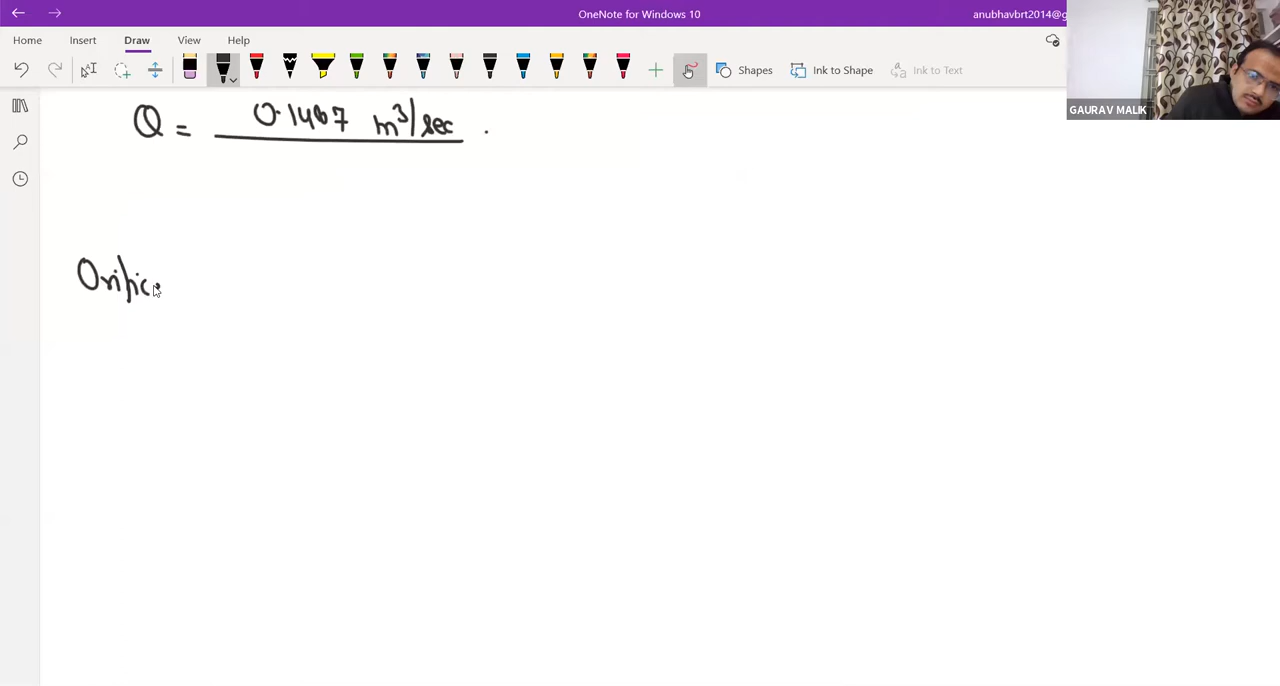 OneNote for Windows 10
anubhavbrt2014@g
Home
Insert
Draw
View
Help
Shapes
Ink to Shape
Ink to Text
GAURAV MALIK
Q = 0.1467 m³/sec .
Orific